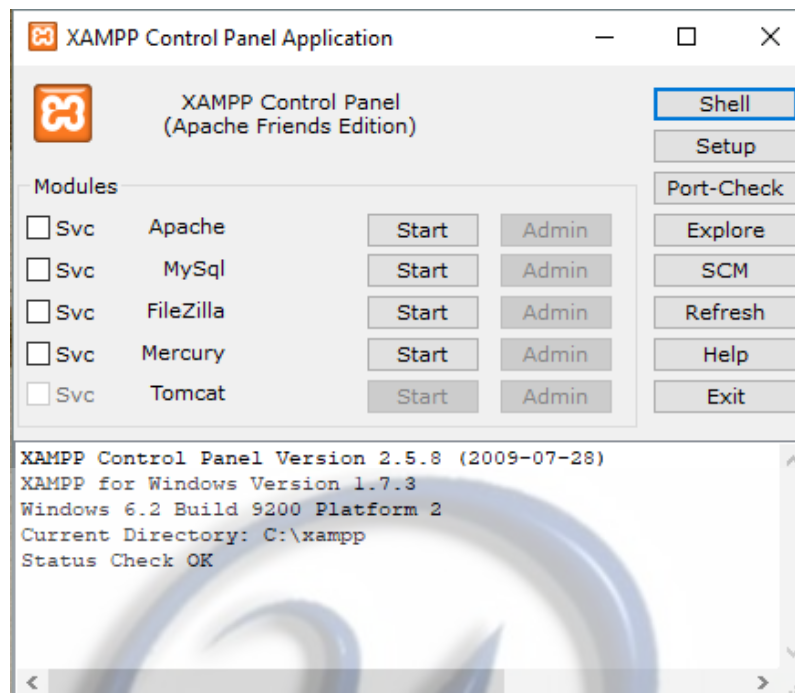 XAMPP Control Panel Application
XAMPP Control Panel
(Apache Friends Edition)
Shell
Setup
Port-Check
Explore
SCM
Refresh
Help
Exit
Modules
Svc Apache Start Admin
Svc MySql Start Admin
Svc FileZilla Start Admin
Svc Mercury Start Admin
Svc Tomcat Start Admin
XAMPP Control Panel Version 2.5.8 (2009-07-28)
XAMPP for Windows Version 1.7.3
Windows 6.2 Build 9200 Platform 2
Current Directory: C:\xampp
Status Check OK